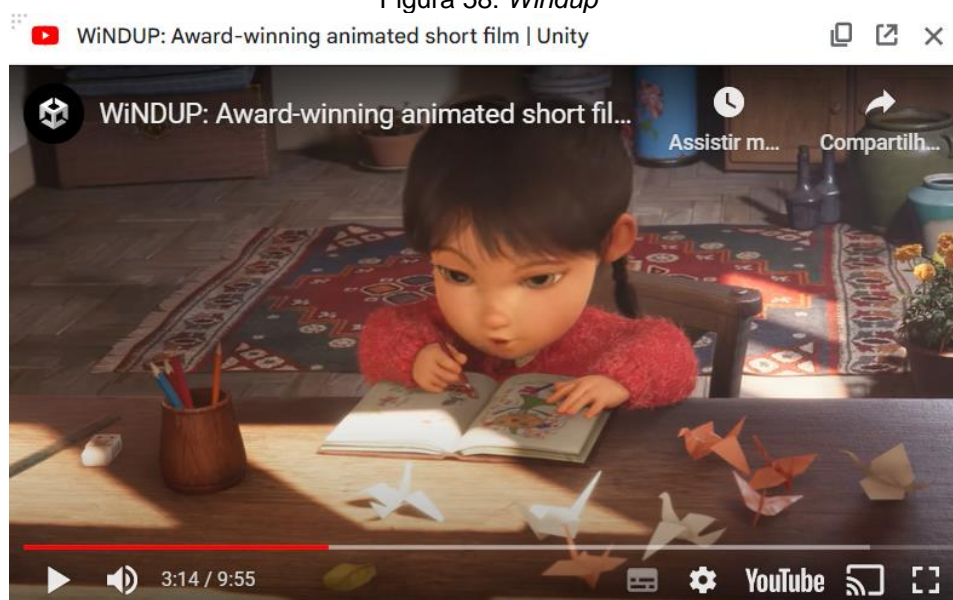 Figura 58. Windup
WiNDUP: Award-winning animated short film | Unity
WiNDUP: Award-winning animated short fil...
Assistir m...
Compartilh...
3:14 / 9:55
YouTube